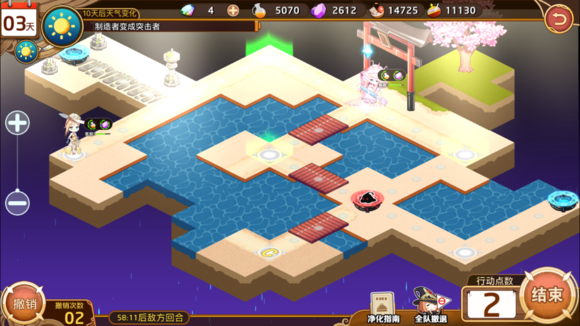 03天
10天后天气变化
制造者变成突击者
4
5070
2612
14725
11130
撤销
撤销次数
02
58:11后敌方回合
净化指南
全队撤退
行动点数
2
结束